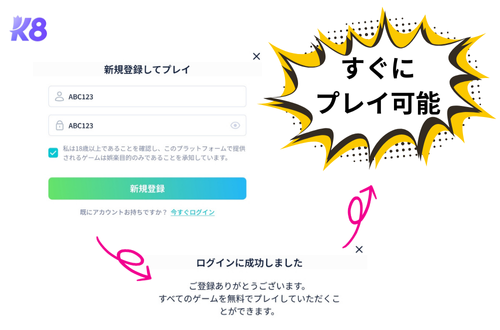 K8
新規登録してプレイ
ABC123
ABC123
私は18歳以上であることを確認し、このプラットフォームで提供
されるゲームは娯楽目的のみであることを承知しています。
新規登録
既にアカウントお持ちですか？ 今すぐログイン
すぐに
プレイ可能
ログインに成功しました
ご登録ありがとうございます。
すべてのゲームを無料でプレイしていただくこ
とができます。